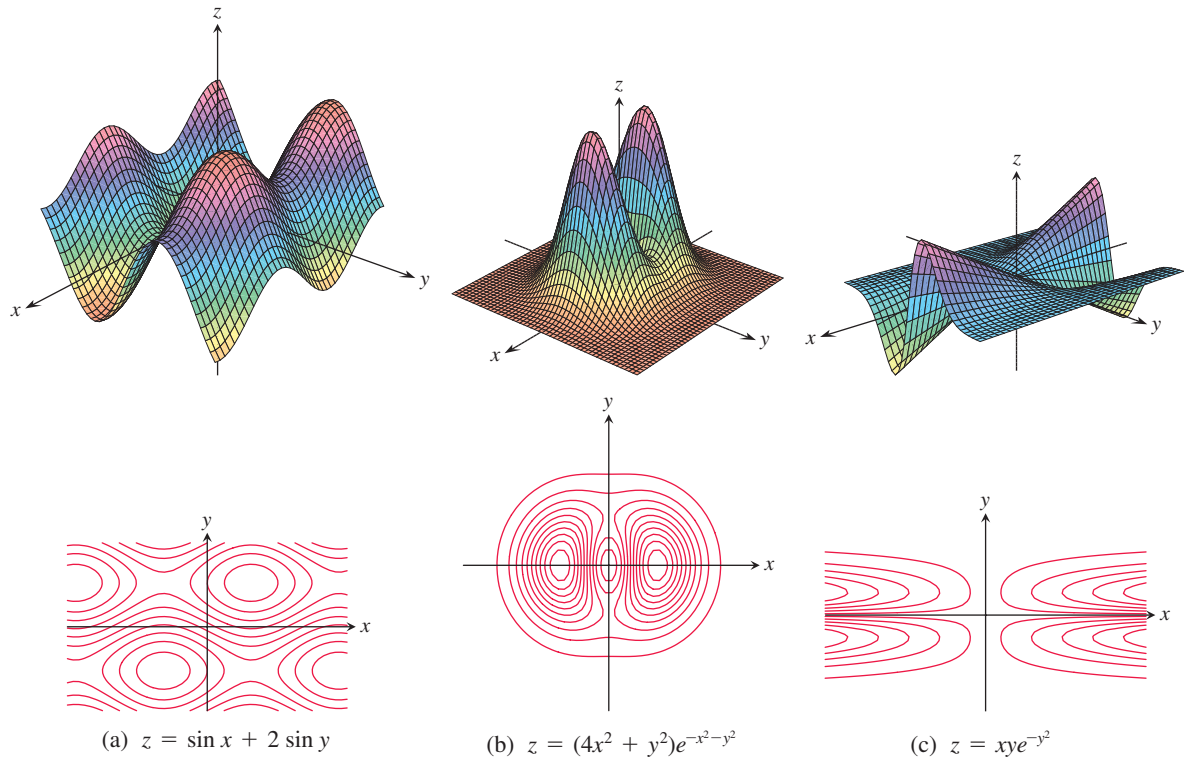 z
x
y
z
x
y
z
x
y
y
x
y
x
y
x
(a) z = sin x + 2 sin y
(b) z = (4x² + y²)e^{−x²−y²}
(c) z = xye^{−y²}